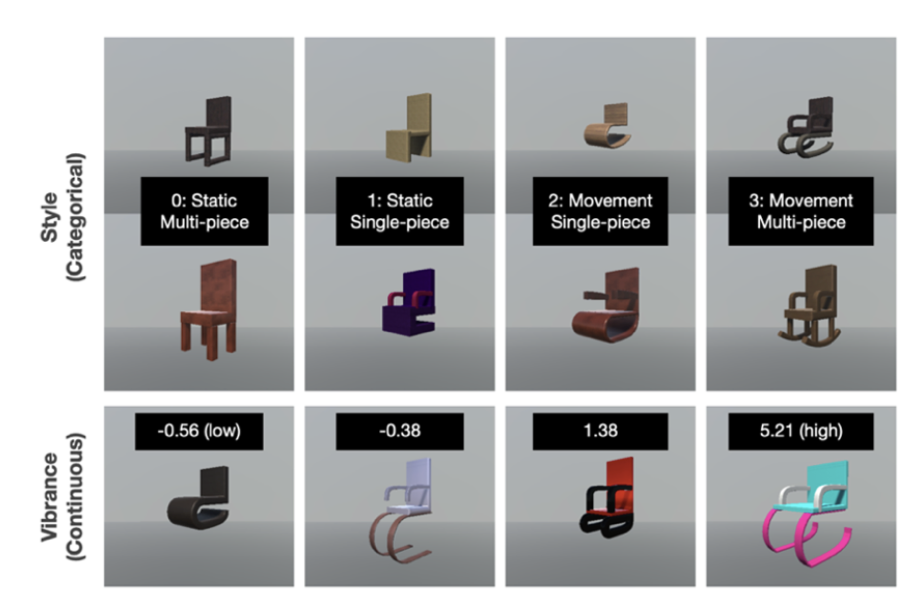 Style
(Categorical)
0: Static
Multi-piece
1: Static
Single-piece
2: Movement
Single-piece
3: Movement
Multi-piece
Vibrance
(Continuous)
-0.56 (low)
-0.38
1.38
5.21 (high)